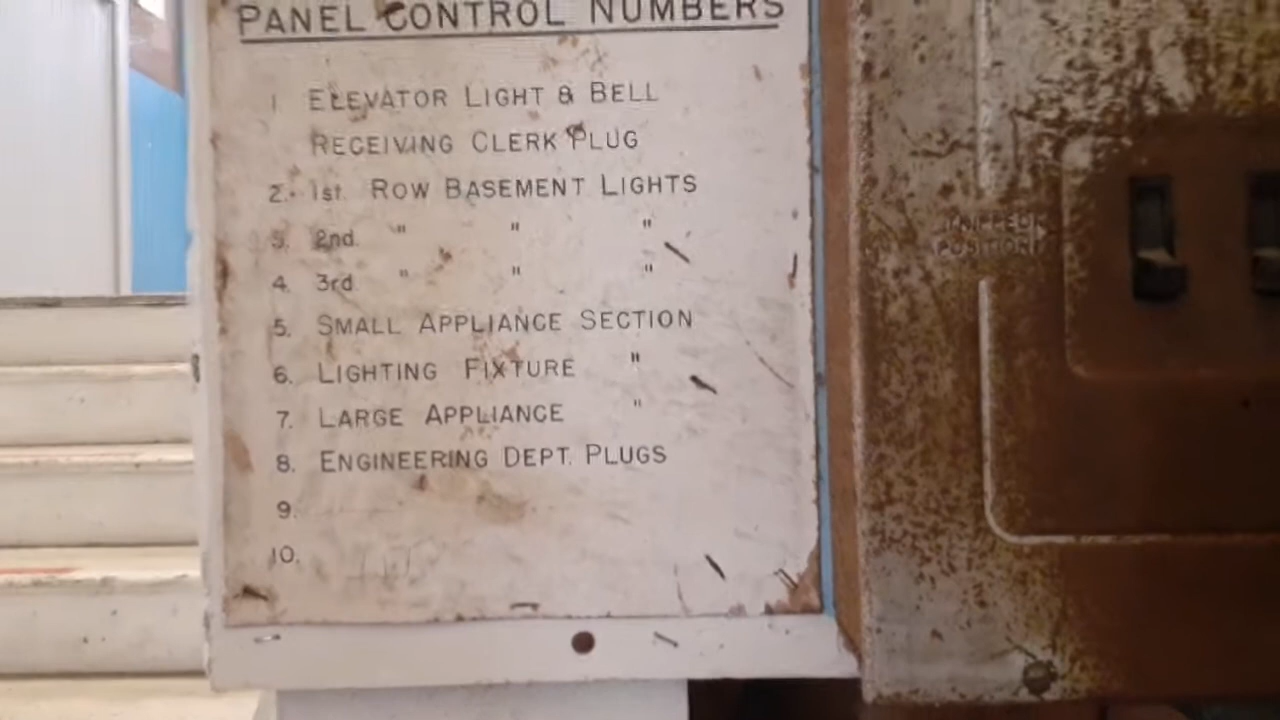 PANEL CONTROL NUMBERS
1. ELEVATOR LIGHT & BELL
RECEIVING CLERK PLUG
2. 1st. ROW BASEMENT LIGHTS
3. 2nd. " " "
4. 3rd " " "
5. SMALL APPLIANCE SECTION
6. LIGHTING FIXTURE "
7. LARGE APPLIANCE "
8. ENGINEERING DEPT. PLUGS
9.
10.
POSITION